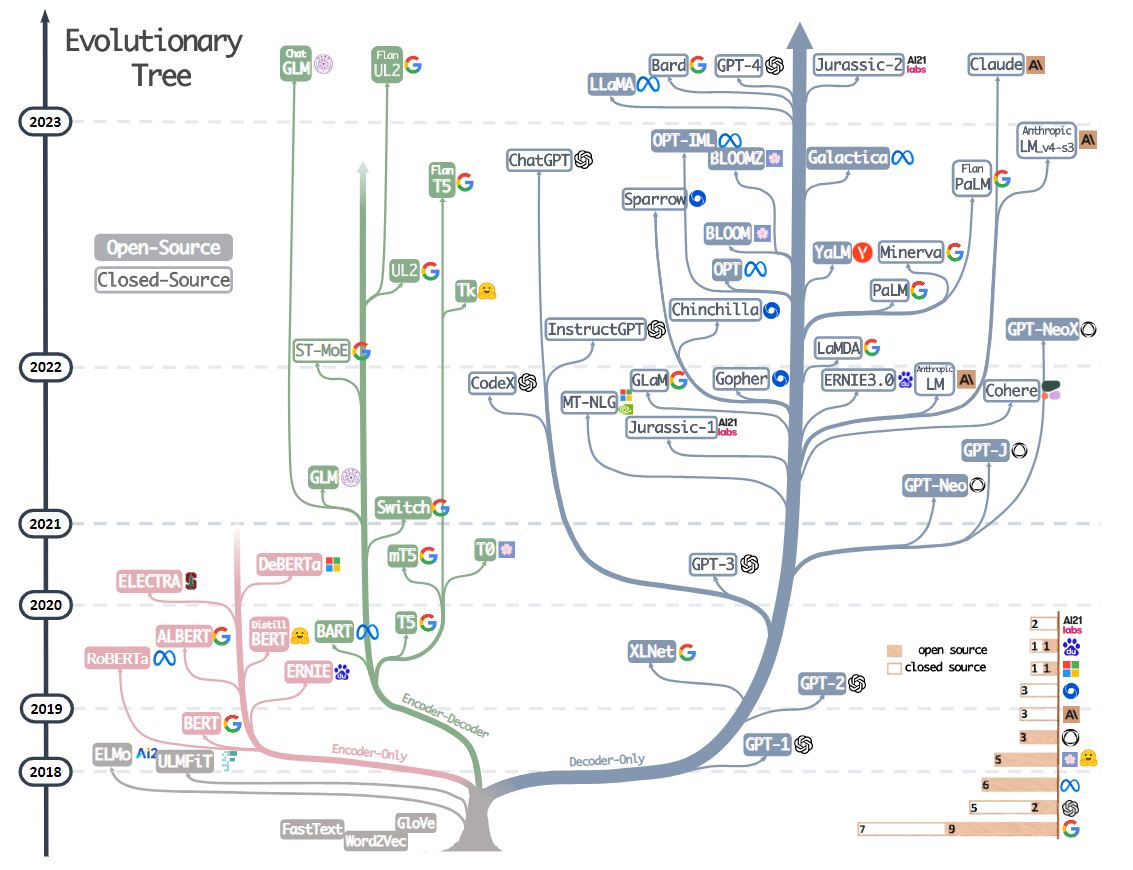 Evolutionary
Tree
2023
2022
2021
2020
2019
2018
Open-Source
Closed-Source
Chat
GLM
Flan
UL2
Flan
T5
UL2
Tk
ST-MoE
GLM
Switch
mT5
T0
T5
BART
Encoder-Decoder
DeBERTa
ELECTRA
ALBERT
Distill
BERT
RoBERTa
ERNIE
BERT
Encoder-Only
ELMo
AI2
ULMFiT
FastText
GloVe
Word2Vec
Decoder-Only
Bard
GPT-4
Jurassic-2
AI21
labs
Claude
AI
LLaMA
OPT-IML
BLOOMZ
ChatGPT
Galactica
Anthropic
LM_v4-s3
AI
Flan
PaLM
Sparrow
BLOOM
YaLM
Y
Minerva
OPT
PaLM
Chinchilla
InstructGPT
GPT-NeoX
LaMDA
CodeX
GLaM
Gopher
ERNIE3.0
du
Anthropic
LM
AI
Cohere
MT-NLG
Jurassic-1
AI21
labs
GPT-J
GPT-Neo
GPT-3
XLNet
GPT-2
GPT-1
open source
closed source
2
AI21
labs
1 1
du
1 1
3
3
AI
3
5
6
5 2
7 9